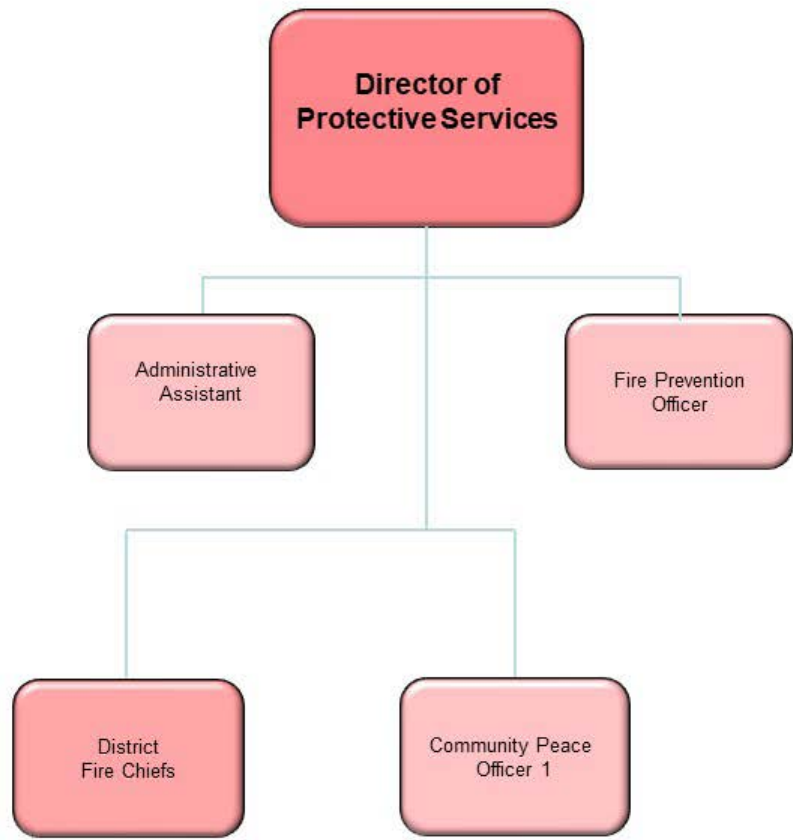 Director of
Protective Services
Administrative
Assistant
Fire Prevention
Officer
District
Fire Chiefs
Community Peace
Officer 1